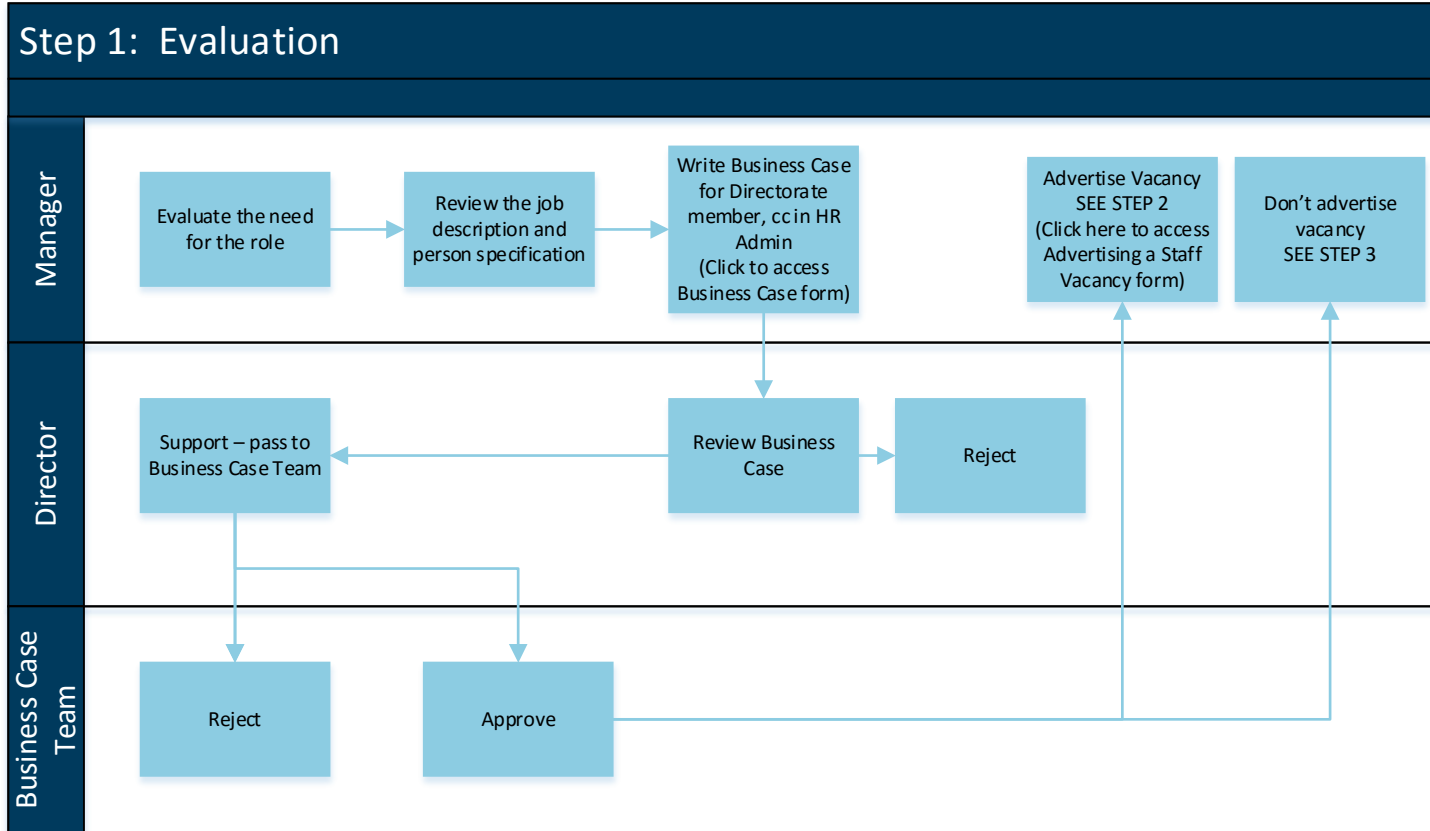 Step 1:  Evaluation
Manager
Evaluate the need
for the role
Review the job
description and
person specification
Write Business Case
for Directorate
member, cc in HR
Admin
(Click to access
Business Case form)
Advertise Vacancy
SEE STEP 2
(Click here to access
Advertising a Staff
Vacancy form)
Don’t advertise
vacancy
SEE STEP 3
Director
Support – pass to
Business Case Team
Review Business
Case
Reject
Business Case
Team
Reject
Approve